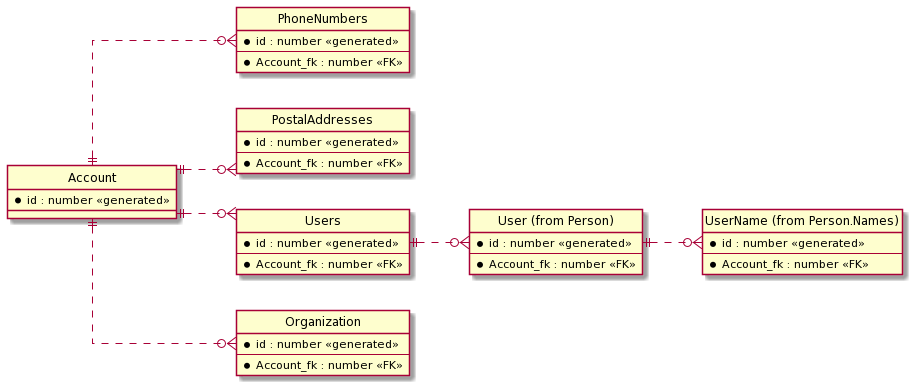 PhoneNumbers
id : number «generated»
Account_fk : number «FK»
PostalAddresses
id : number «generated»
Account_fk : number «FK»
Account
id : number «generated»
Users
id : number «generated»
Account_fk : number «FK»
User (from Person)
id : number «generated»
Account_fk : number «FK»
UserName (from Person.Names)
id : number «generated»
Account_fk : number «FK»
Organization
id : number «generated»
Account_fk : number «FK»